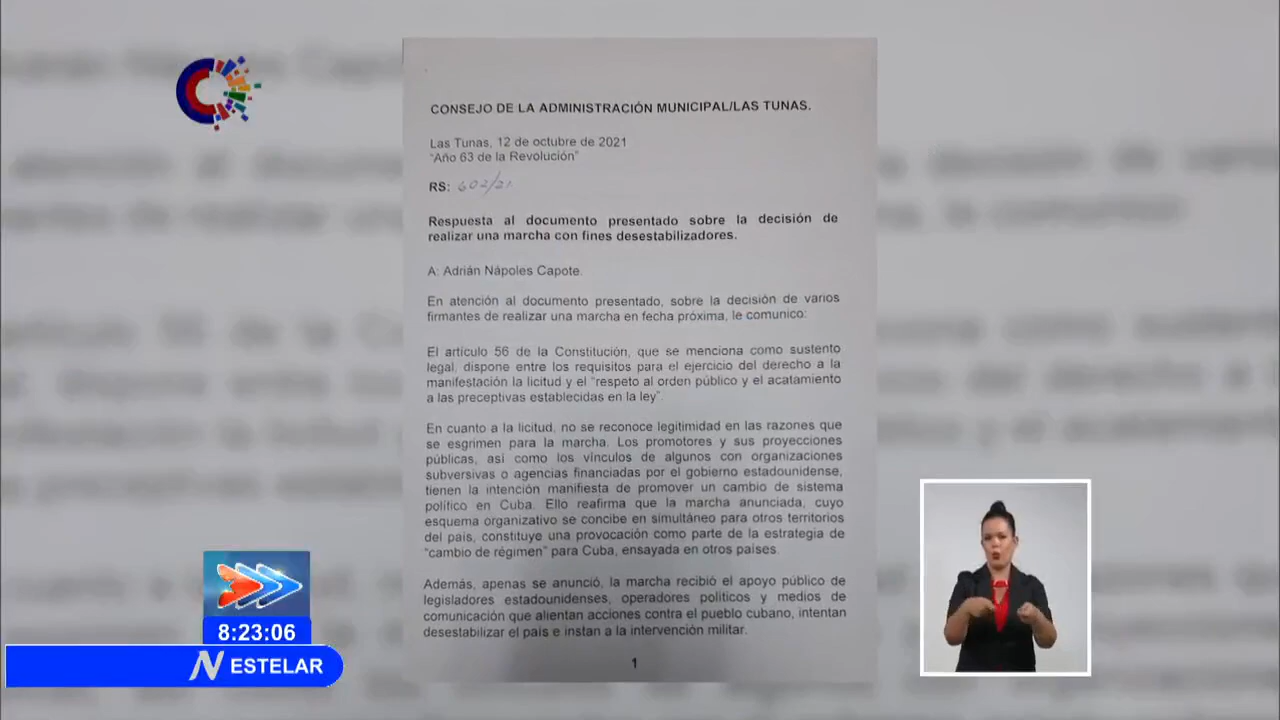 CONSEJO DE LA ADMINISTRACIÓN MUNICIPAL/LAS TUNAS.
Las Tunas, 12 de octubre de 2021
"Año 63 de la Revolución"
RS: 602/21
Respuesta al documento presentado sobre la decisión de
realizar una marcha con fines desestabilizadores.
A: Adrián Nápoles Capote.
En atención al documento presentado, sobre la decisión de varios
firmantes de realizar una marcha en fecha próxima, le comunico:
El artículo 56 de la Constitución, que se menciona como sustento
legal, dispone entre los requisitos para el ejercicio del derecho a la
manifestación la licitud y el "respeto al orden público y el acatamiento
a las preceptivas establecidas en la ley".
En cuanto a la licitud, no se reconoce legitimidad en las razones que
se esgrimen para la marcha. Los promotores y sus proyecciones
públicas, así como los vínculos de algunos con organizaciones
subversivas o agencias financiadas por el gobierno estadounidense,
tienen la intención manifiesta de promover un cambio de sistema
político en Cuba. Ello reafirma que la marcha anunciada, cuyo
esquema organizativo se concibe en simultáneo para otros territorios
del país, constituye una provocación como parte de la estrategia de
"cambio de régimen" para Cuba, ensayada en otros países.
Además, apenas se anunció, la marcha recibió el apoyo público de
legisladores estadounidenses, operadores políticos y medios de
comunicación que alientan acciones contra el pueblo cubano, intentan
desestabilizar el país e instan a la intervención militar.
1
8:23:06
N ESTELAR